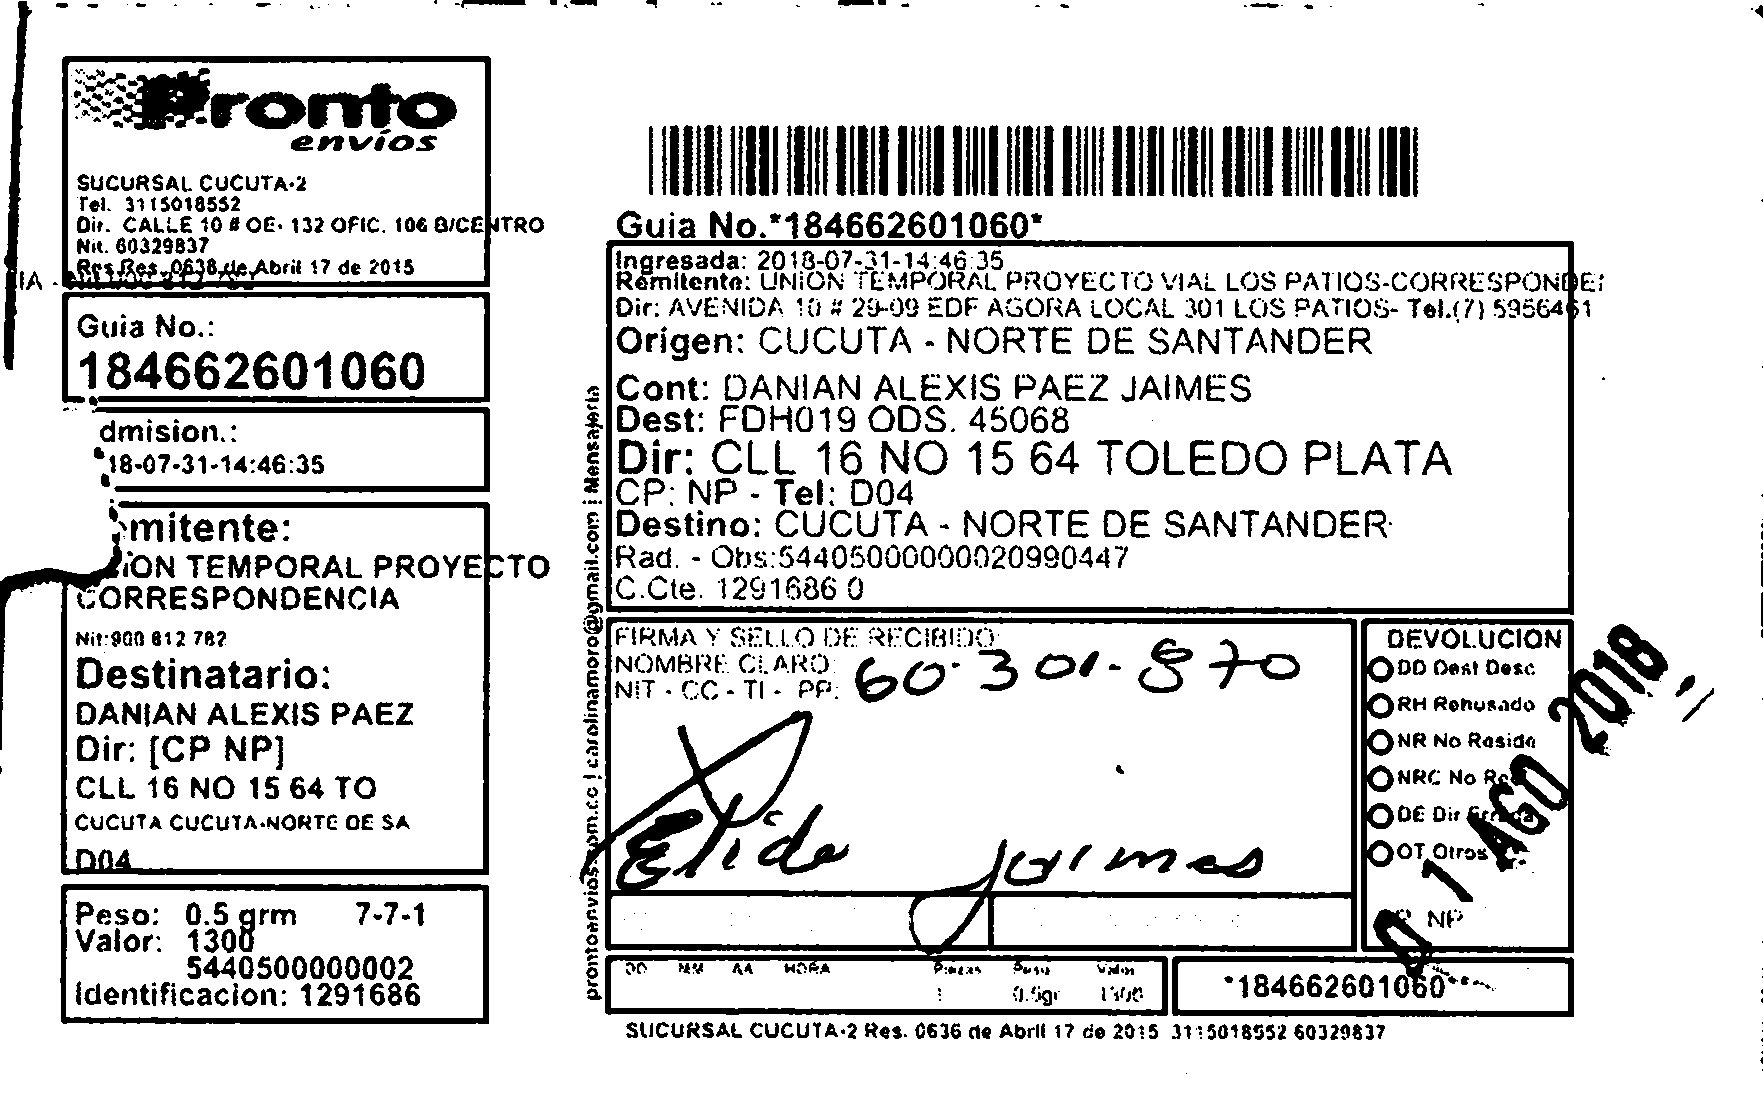 Pronto
envíos
SUCURSAL CUCUTA-2
Tel. 3115018552
Dir. CALLE 10 # OE- 132 OFIC. 106 B/CENTRO
Nit. 60329837
Res Res. 0638 de Abril 17 de 2015
Guia No.:
184662601060
dmision.:
18-07-31-14:46:35
mitente:
ION TEMPORAL PROYECTO
CORRESPONDENCIA
Nit:900 812 782
Destinatario:
DANIAN ALEXIS PAEZ
Dir: [CP NP]
CLL 16 NO 15 64 TO
CUCUTA CUCUTA-NORTE DE SA
D04
Peso: 0.5 grm 7-7-1
Valor: 1300
5440500000002
Identificacion: 1291686
Guia No.*184662601060*
Ingresada: 2018-07-31-14:46:35
Remitente: UNION TEMPORAL PROYECTO VIAL LOS PATIOS-CORRESPONDE
Dir: AVENIDA 10 # 29-09 EDF AGORA LOCAL 301 LOS PATIOS- Tel.(7) 5956461
Origen: CUCUTA - NORTE DE SANTANDER
Cont: DANIAN ALEXIS PAEZ JAIMES
Dest: FDH019 ODS. 45068
Dir: CLL 16 NO 15 64 TOLEDO PLATA
CP: NP - Tel: D04
Destino: CUCUTA - NORTE DE SANTANDER
Rad. - Obs:54405000000020990447
C.Cte. 1291686 0
prontoenvios.com.co | carolinamoro@gmail.com | Mensajeria
FIRMA Y SELLO DE RECIBIDO
NOMBRE CLARO:
NIT - CC - TI - PP: 60.301-870
Elida Jaimes
DEVOLUCION
DD Dest Desc
RH Rehusado
NR No Reside
NRC No
DE Dir Errada
OT Otros
NP
01 AGO 2018
DD MM AA HORA Piezas Peso Valor
1 0.5gr 1300
*184662601060*
SUCURSAL CUCUTA-2 Res. 0636 de Abril 17 de 2015 3115018552 60329837